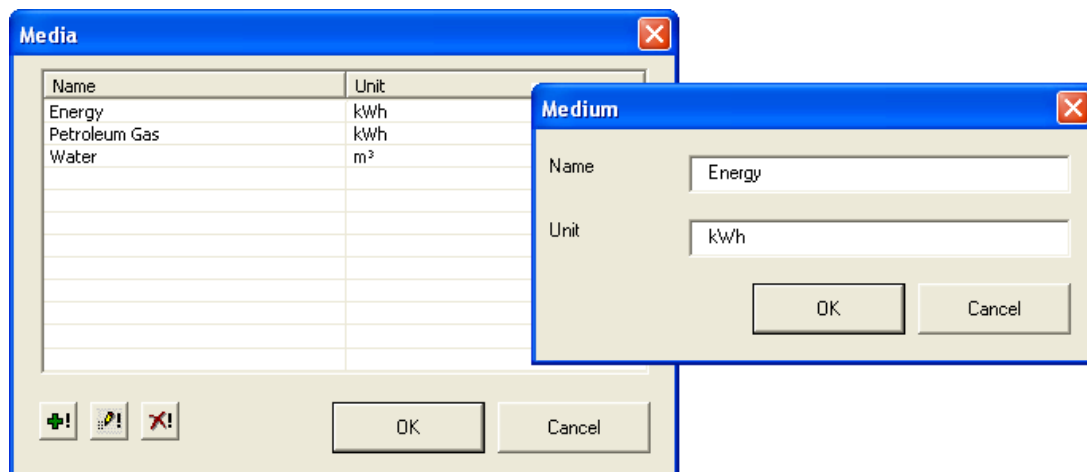 Media
Name Unit
Energy kWh
Petroleum Gas kWh
Water m³
OK Cancel
Medium
Name Energy
Unit kWh
OK Cancel